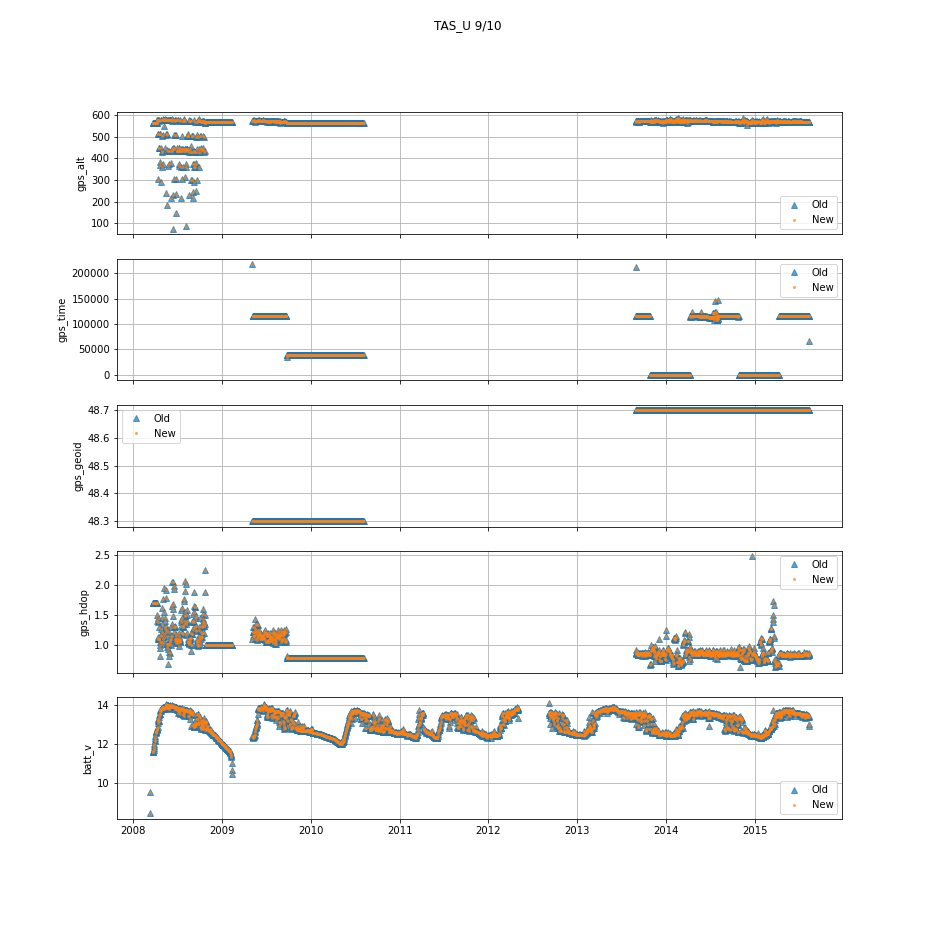 TAS_U 9/10
600
500
400
300
200
100
gps_alt
Old
New
200000
150000
100000
50000
0
gps_time
Old
New
48.7
48.6
48.5
48.4
48.3
gps_geoid
Old
New
2.5
2.0
1.5
1.0
gps_hdop
Old
New
14
12
10
batt_v
Old
New
2008 2009 2010 2011 2012 2013 2014 2015